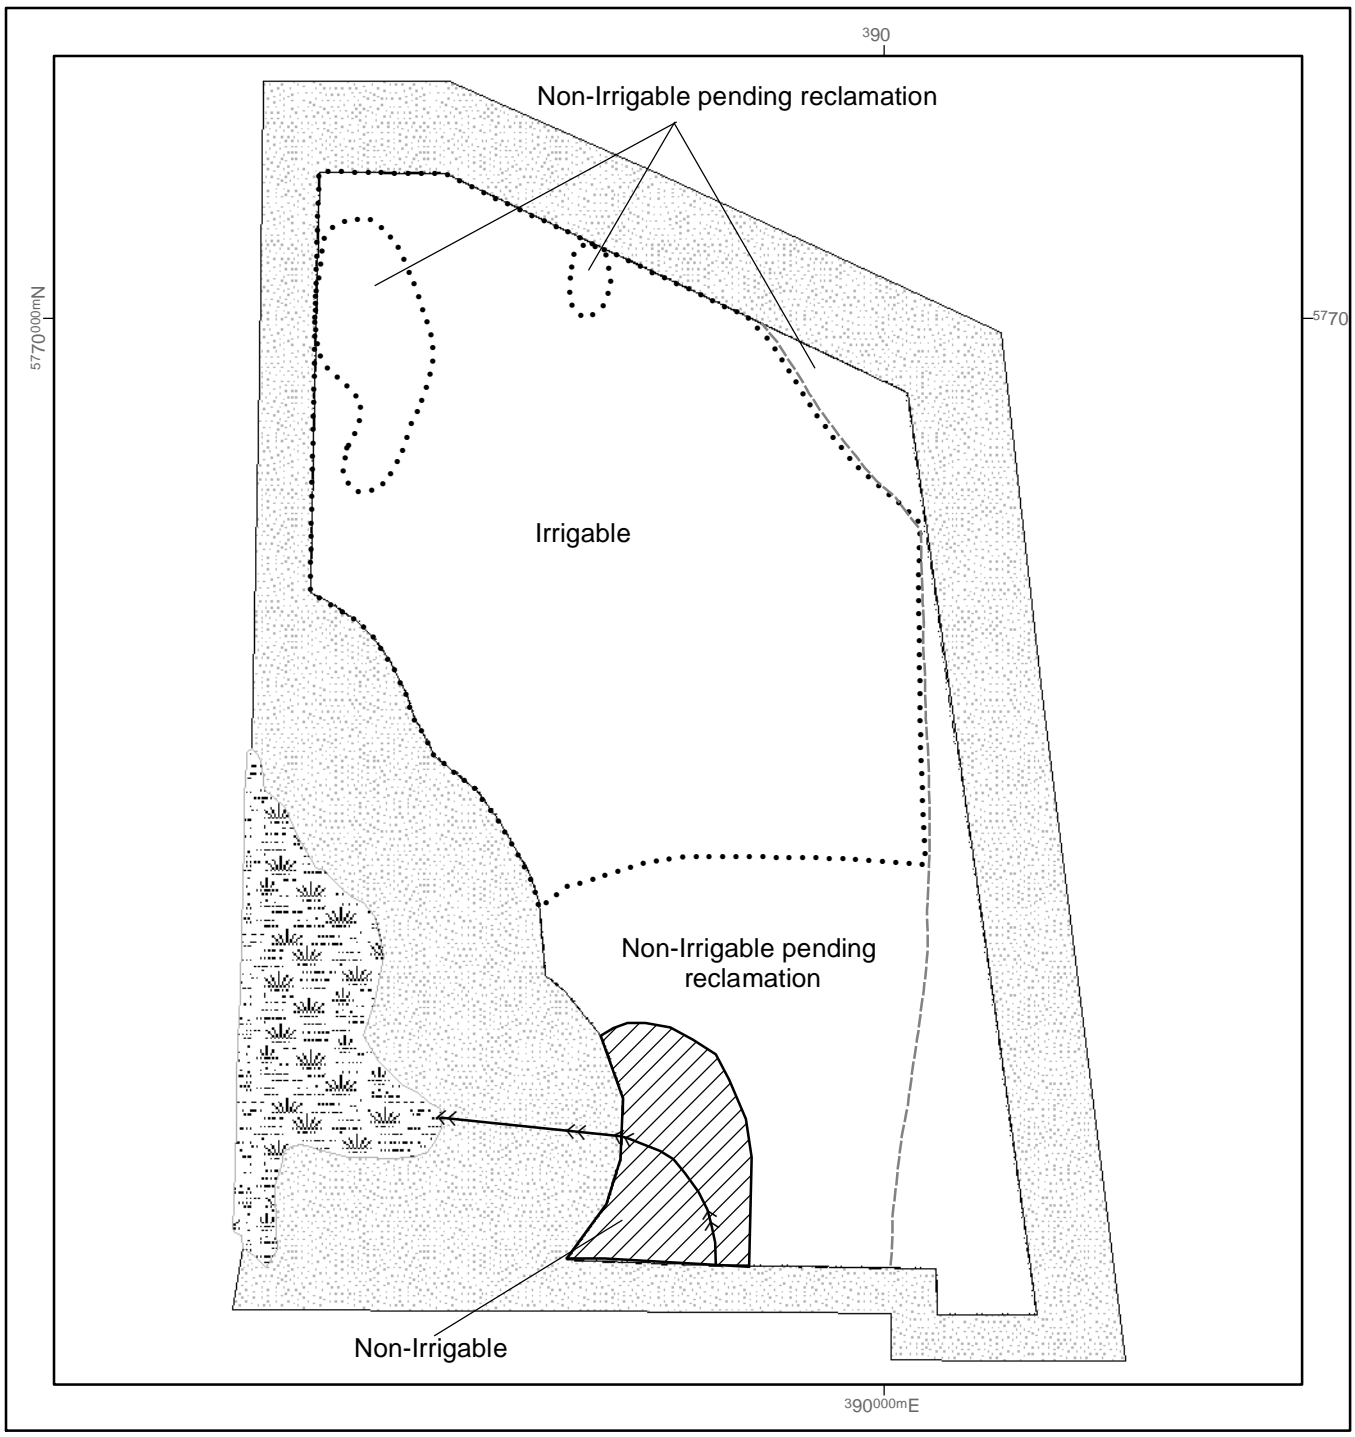 390
Non-Irrigable pending reclamation
5770000mN
5770
Irrigable
Non-Irrigable pending
reclamation
Non-Irrigable
390000mE